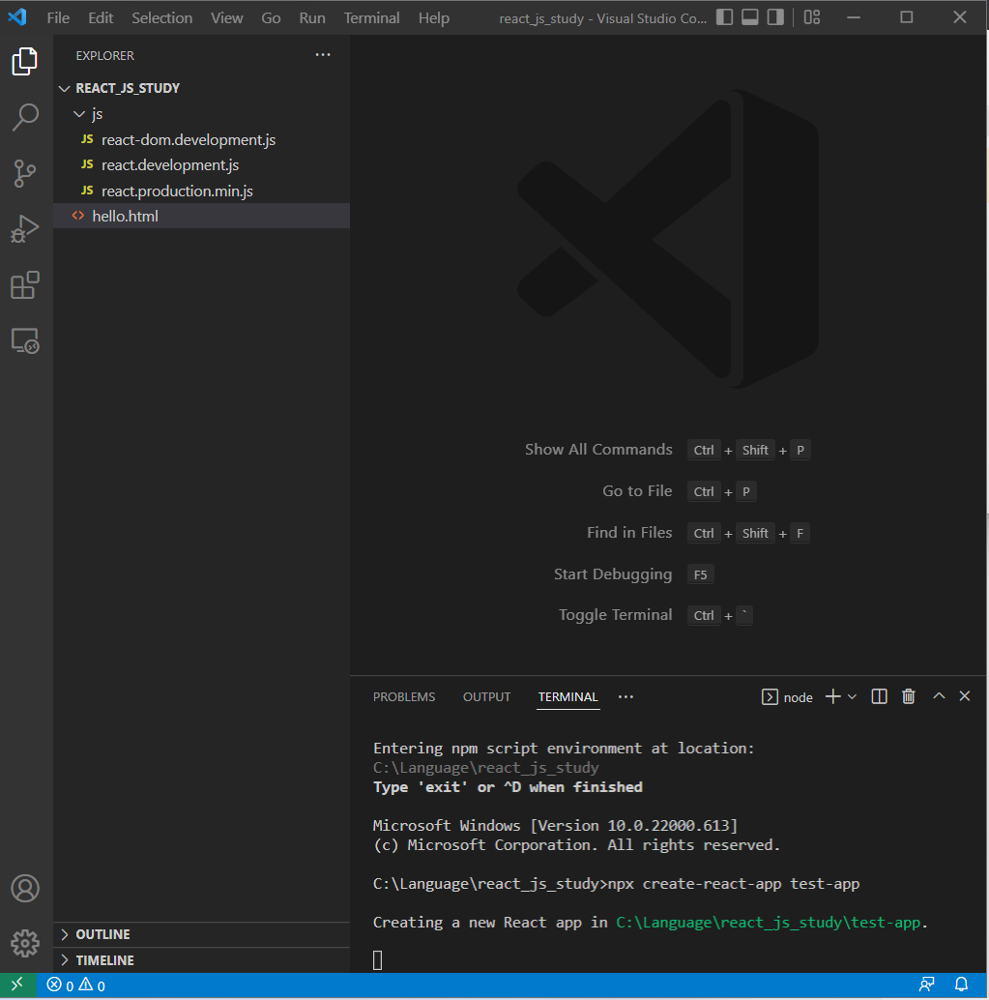 File Edit Selection View Go Run Terminal Help react_js_study - Visual Studio Co...
EXPLORER
REACT_JS_STUDY
js
JS react-dom.development.js
JS react.development.js
JS react.production.min.js
<> hello.html
Show All Commands Ctrl + Shift + P
Go to File Ctrl + P
Find in Files Ctrl + Shift + F
Start Debugging F5
Toggle Terminal Ctrl + `
PROBLEMS OUTPUT TERMINAL ... node
Entering npm script environment at location:
C:\Language\react_js_study
Type 'exit' or ^D when finished
Microsoft Windows [Version 10.0.22000.613]
(c) Microsoft Corporation. All rights reserved.
C:\Language\react_js_study>npx create-react-app test-app
Creating a new React app in C:\Language\react_js_study\test-app.
OUTLINE
TIMELINE
0 0